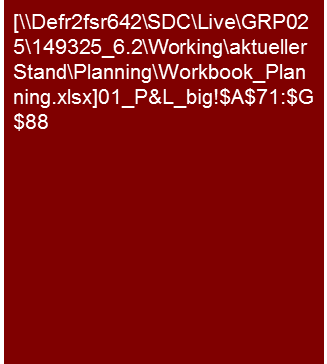 [\\Defr2fsr642\SDC\Live\GRP02
5\149325_6.2\Working\aktueller
Stand\Planning\Workbook_Plan
ning.xlsx]01_P&L_big!$A$71:$G
$88